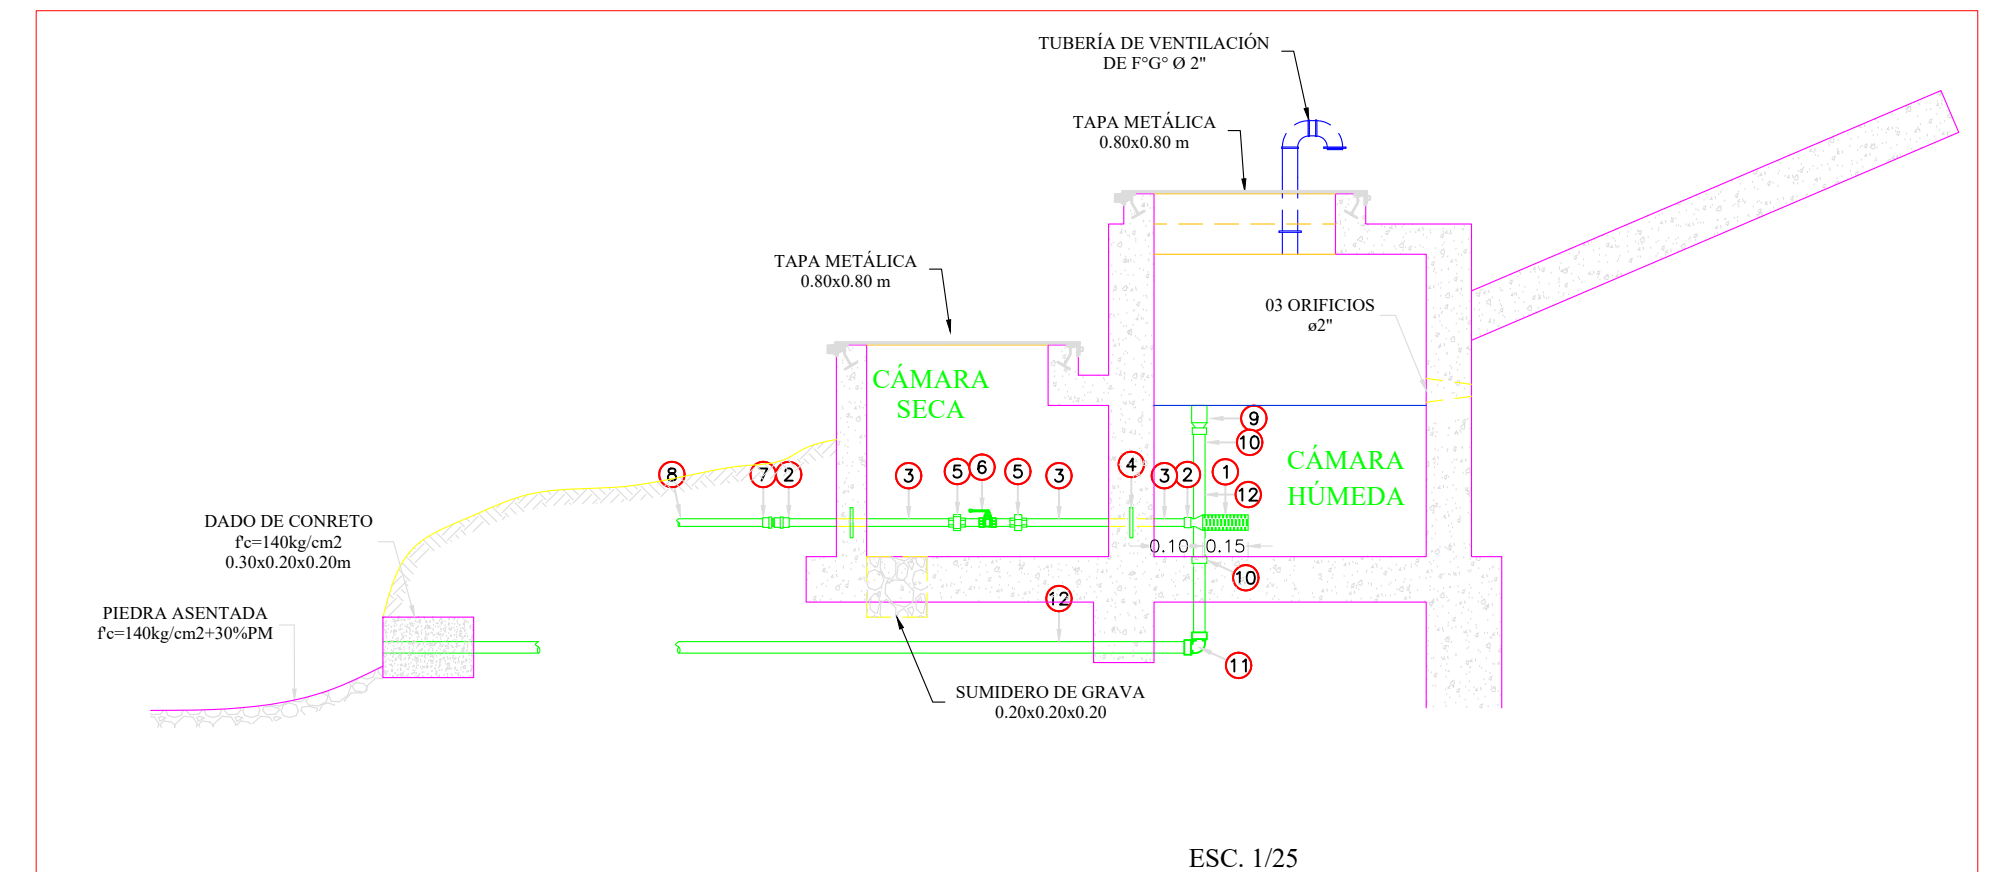 TUBERÍA DE VENTILACIÓN
DE F°G° Ø 2"
TAPA METÁLICA
0.80x0.80 m
TAPA METÁLICA
0.80x0.80 m
03 ORIFICIOS
ø2"
CÁMARA
SECA
9
10
CÁMARA
HÚMEDA
8
7
2
3
5
6
5
3
4
3
2
1
12
DADO DE CONRETO
f'c=140kg/cm2
0.30x0.20x0.20m
0.10
0.15
10
12
PIEDRA ASENTADA
f'c=140kg/cm2+30%PM
11
SUMIDERO DE GRAVA
0.20x0.20x0.20
ESC. 1/25